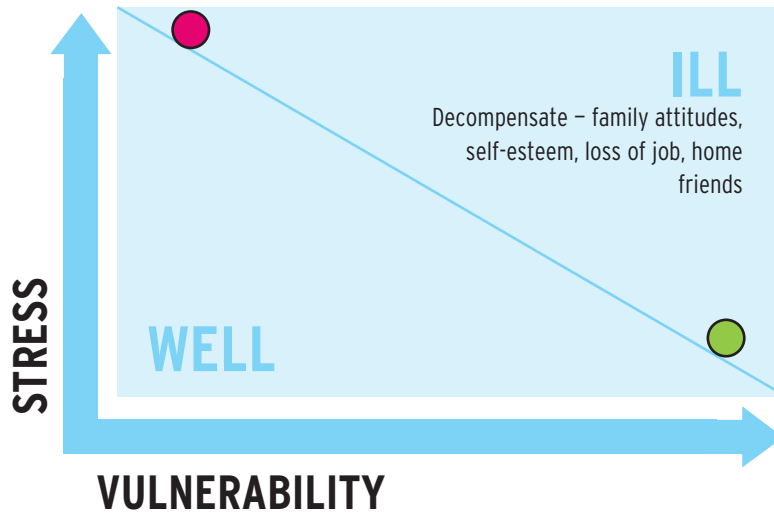 ILL
Decompensate – family attitudes,
self-esteem, loss of job, home
friends
WELL
STRESS
VULNERABILITY